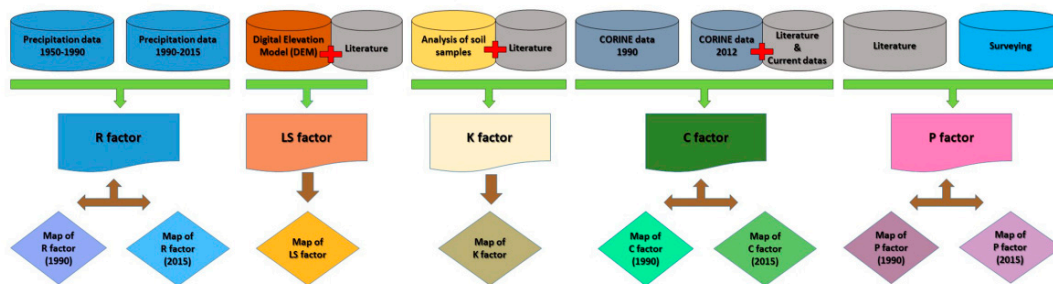 Precipitation data
1950-1990
Precipitation data
1990-2015
Digital Elevation
Model (DEM)
Literature
Analysis of soil
samples
Literature
CORINE data
1990
CORINE data
2012
Literature
&
Current datas
Literature
Surveying
R factor
LS factor
K factor
C factor
P factor
Map of
R factor
(1990)
Map of
R factor
(2015)
Map of
LS factor
Map of
K factor
Map of
C factor
(1990)
Map of
C factor
(2015)
Map of
P factor
(1990)
Map of
P factor
(2015)